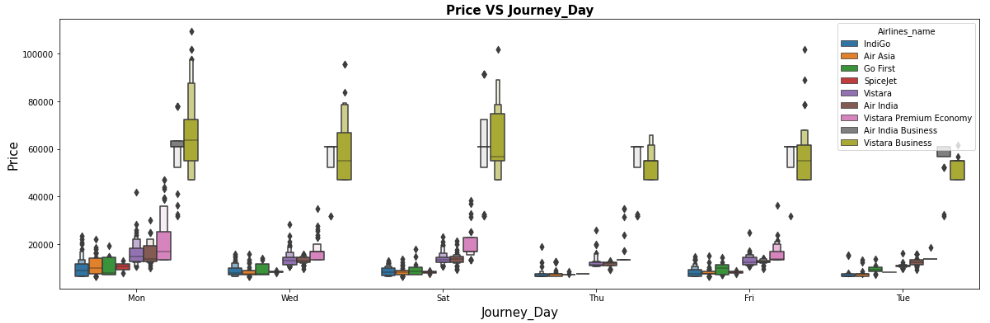 Price VS Journey_Day
Airlines_name
IndiGo
Air Asia
Go First
SpiceJet
Vistara
Air India
Vistara Premium Economy
Air India Business
Vistara Business
Price
100000
80000
60000
40000
20000
Mon
Wed
Sat
Thu
Fri
Tue
Journey_Day